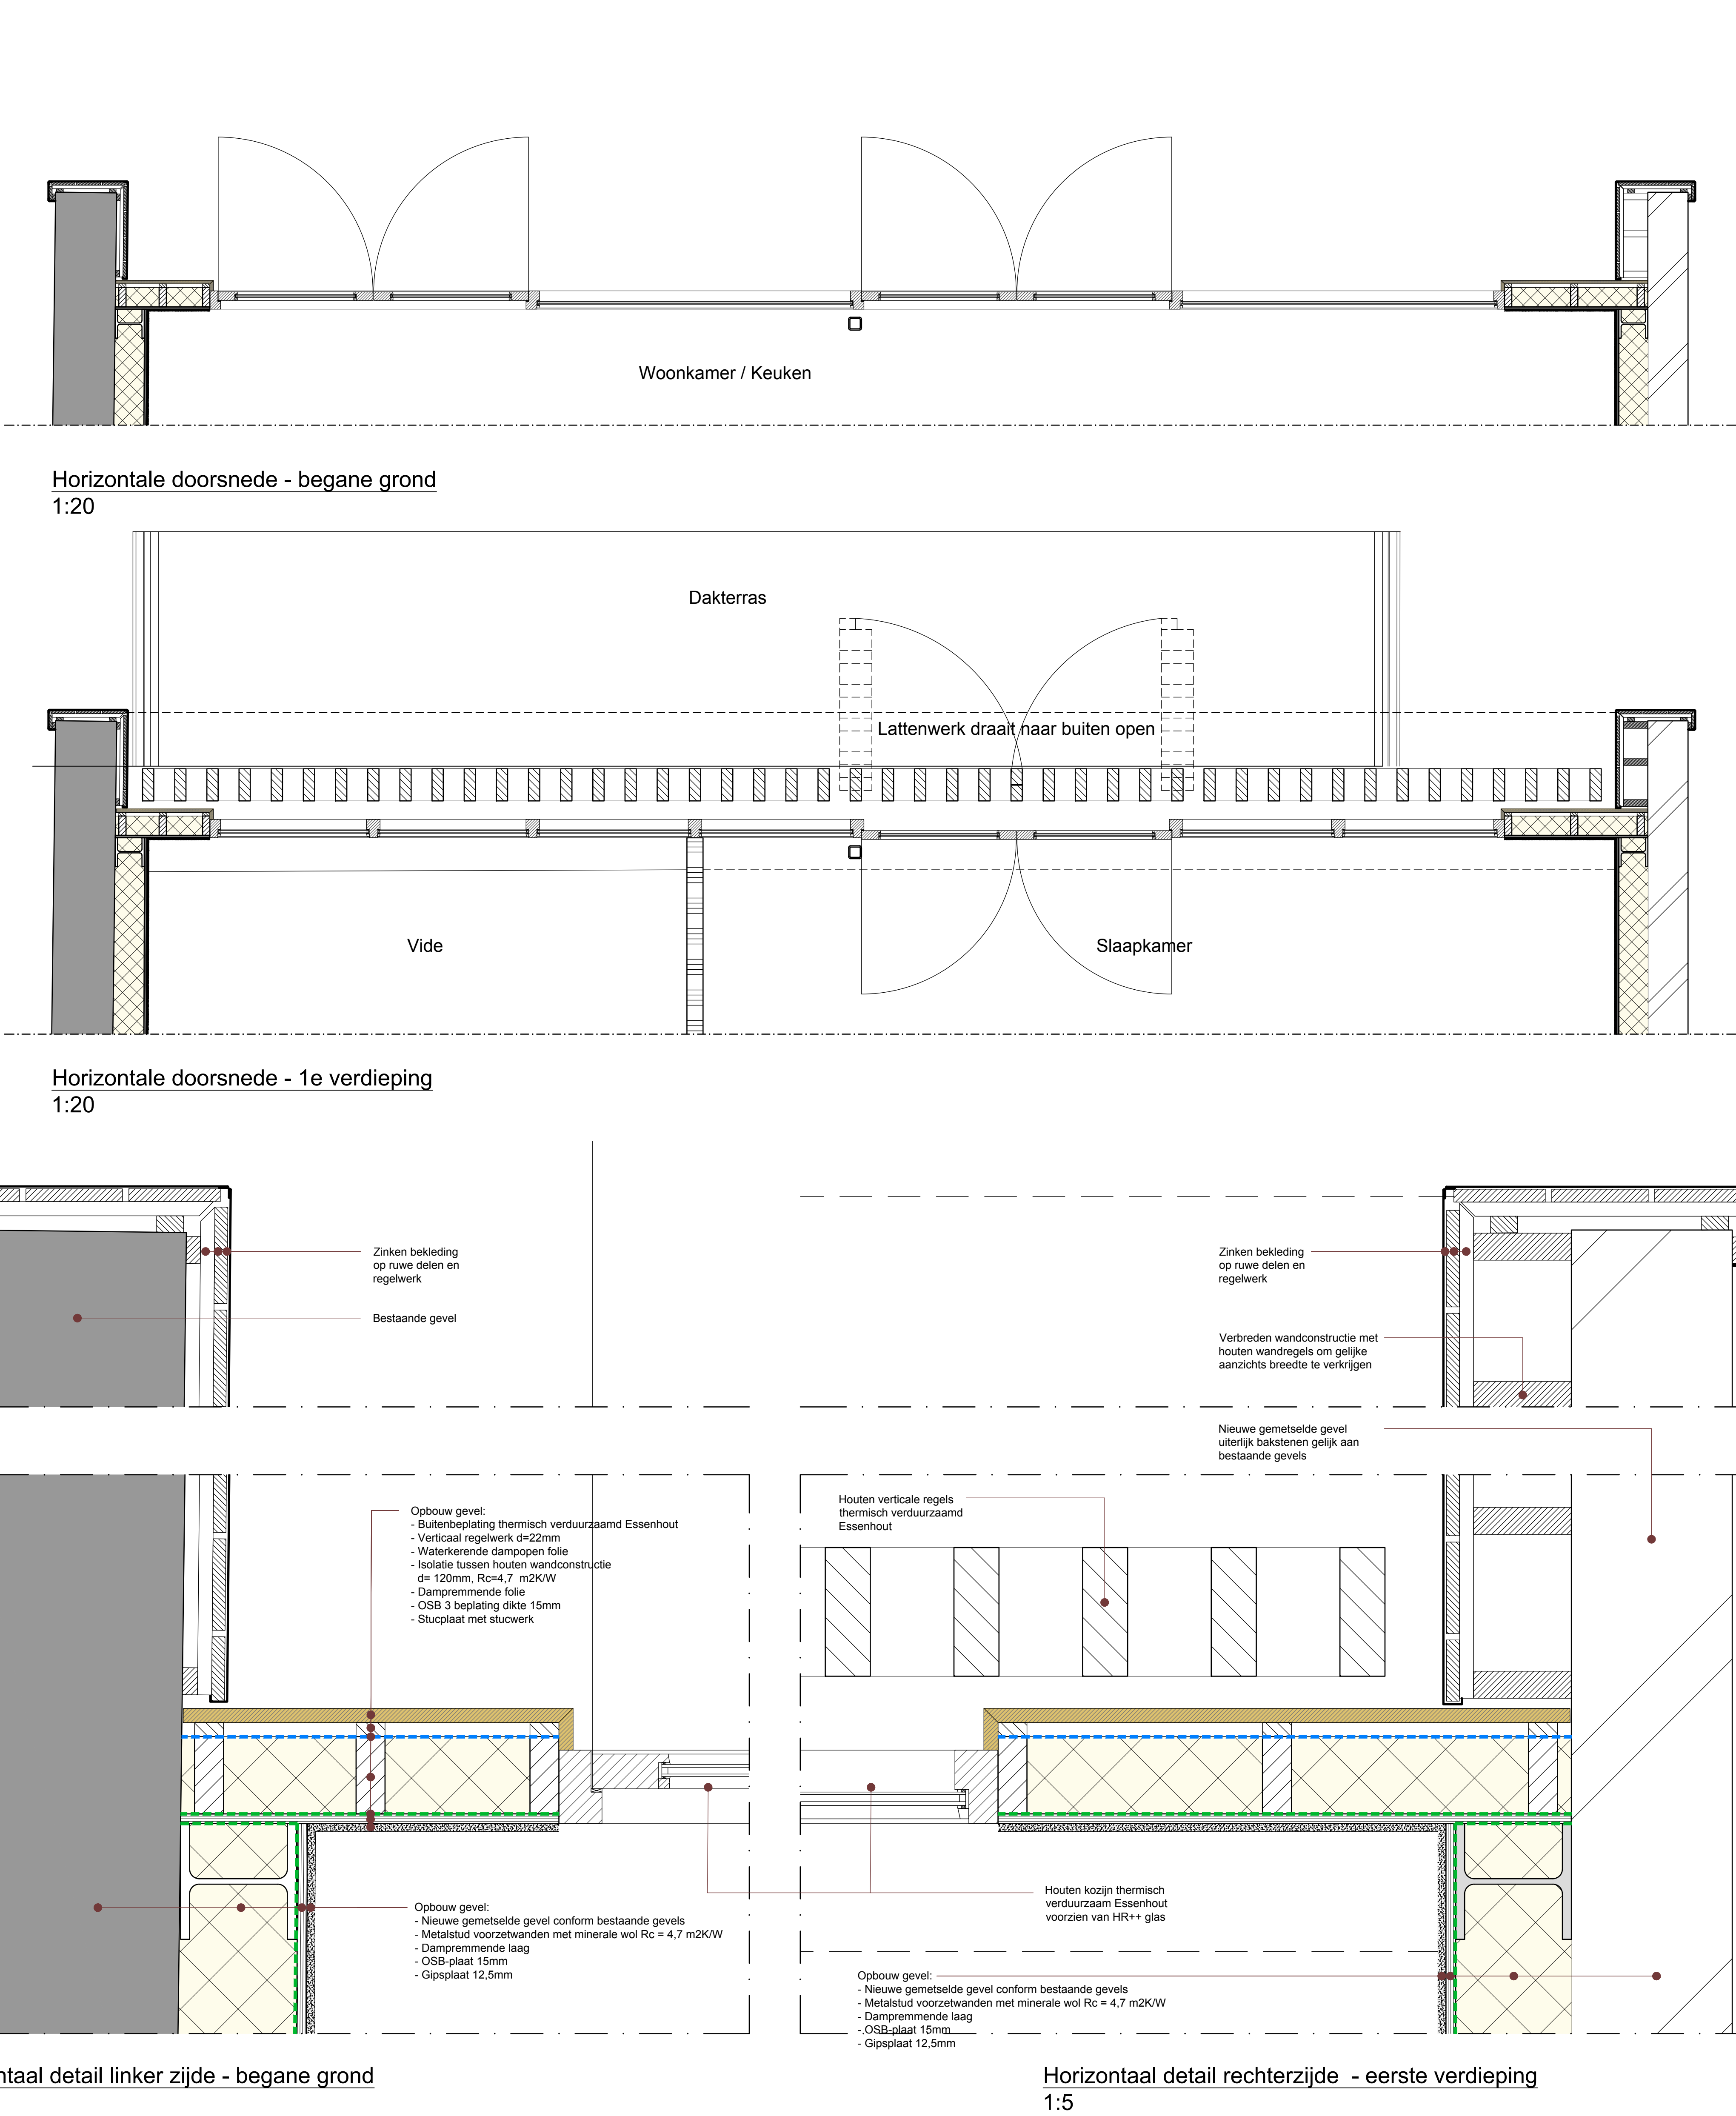 Woonkamer / Keuken
Horizontale doorsnede - begane grond
1:20
Dakterras
Lattenwerk draait naar buiten open
Vide
Slaapkamer
Horizontale doorsnede - 1e verdieping
1:20
Zinken bekleding
op ruwe delen en
regelwerk
Bestaande gevel
Zinken bekleding
op ruwe delen en
regelwerk
Verbreden wandconstructie met
houten wandregels om gelijke
aanzichts breedte te verkrijgen
Nieuwe gemetselde gevel
uiterlijk bakstenen gelijk aan
bestaande gevels
Opbouw gevel:
- Buitenbeplating thermisch verduurzaamd Essenhout
- Verticaal regelwerk d=22mm
- Waterkerende dampopen folie
- Isolatie tussen houten wandconstructie
d= 120mm, Rc=4,7 m2K/W
- Dampremmende folie
- OSB 3 beplating dikte 15mm
- Stucplaat met stucwerk
Houten verticale regels
thermisch verduurzaamd
Essenhout
Houten kozijn thermisch
verduurzaam Essenhout
voorzien van HR++ glas
Opbouw gevel:
- Nieuwe gemetselde gevel conform bestaande gevels
- Metalstud voorzetwanden met minerale wol Rc = 4,7 m2K/W
- Dampremmende laag
- OSB-plaat 15mm
- Gipsplaat 12,5mm
Opbouw gevel:
- Nieuwe gemetselde gevel conform bestaande gevels
- Metalstud voorzetwanden met minerale wol Rc = 4,7 m2K/W
- Dampremmende laag
- OSB-plaat 15mm
- Gipsplaat 12,5mm
ntaal detail linker zijde - begane grond
Horizontaal detail rechterzijde - eerste verdieping
1:5